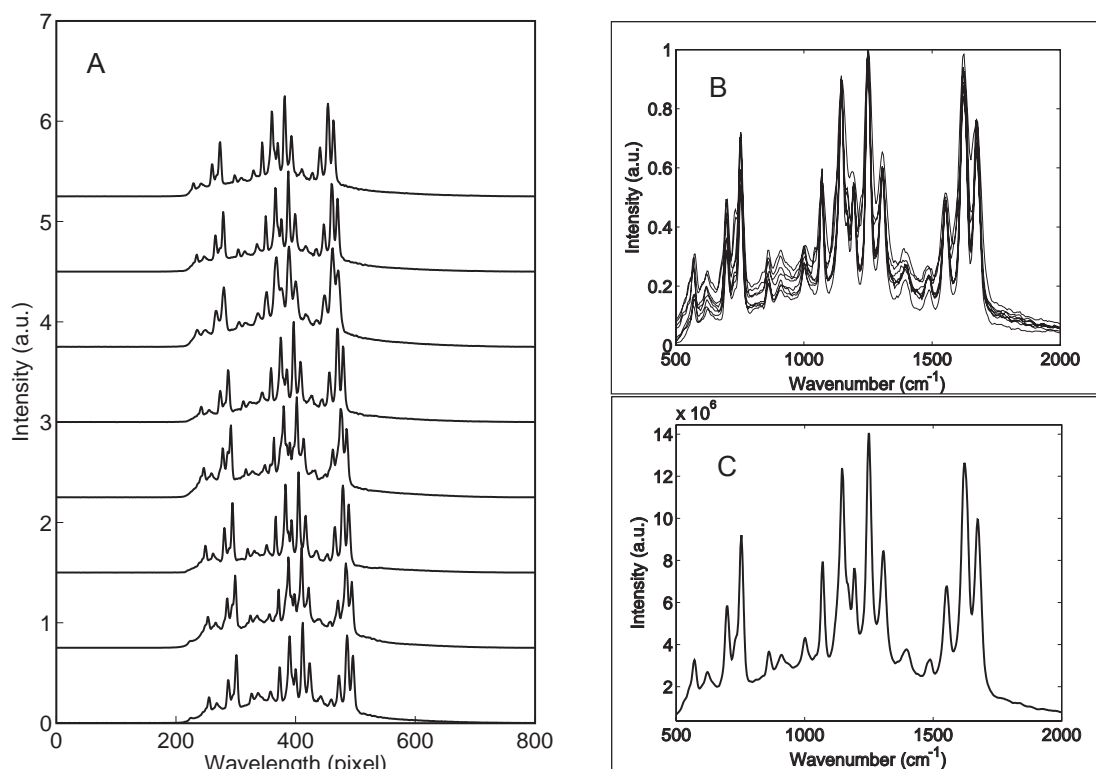 A
7
6
5
4
3
2
1
0
Intensity (a.u.)
0 200 400 600 800
Wavelength (pixel)
B
1
0.8
0.6
0.4
0.2
0
Intensity (a.u.)
500 1000 1500 2000
Wavenumber (cm⁻¹)
x 10⁶
C
14
12
10
8
6
4
2
Intensity (a.u.)
500 1000 1500 2000
Wavenumber (cm⁻¹)